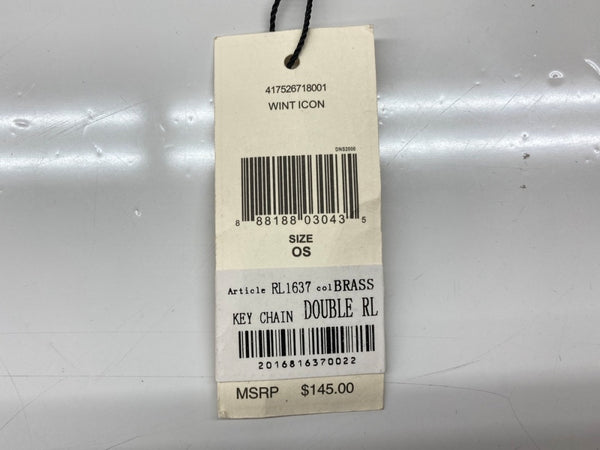 417526718001
WINT ICON
DNS2000
8 88188 03043 5
SIZE
OS
Article RL1637 col BRASS
KEY CHAIN DOUBLE RL
2016816370022
MSRP $145.00